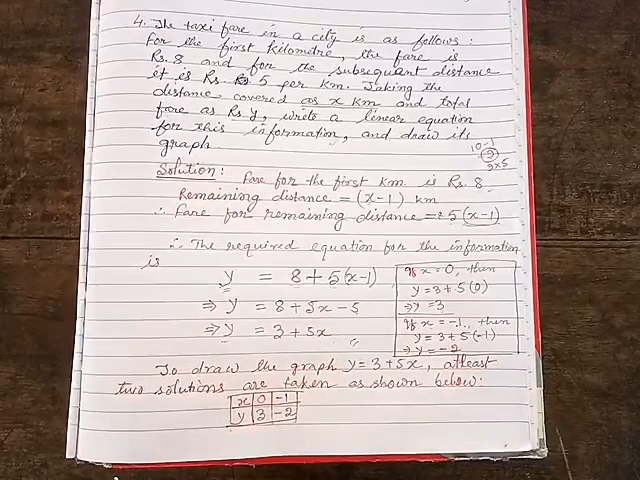 4. The taxi fare in a city is as follows:
For the first kilometre, the fare is
Rs. 8 and for the subsequant distance
it is Rs. 5 per km. Taking the
distance covered as x km and total
fare as Rs y, write a linear equation
for this information, and draw its
graph.
10-1
9
9×5
Solution: Fare for the first km is Rs. 8
Remaining distance = (x-1) km
∴ Fare for remaining distance = 5(x-1)
∴ The required equation for the information
is
y = 8+5(x-1)
⇒ y = 8+5x-5
⇒ y = 3+5x
If x=0, then
y=3+5(0)
⇒y=3
If x=-1, then
y=3+5(-1)
⇒y=-2
To draw the graph y=3+5x, atleast
two solutions are taken as shown below:
x 0 -1
y 3 -2